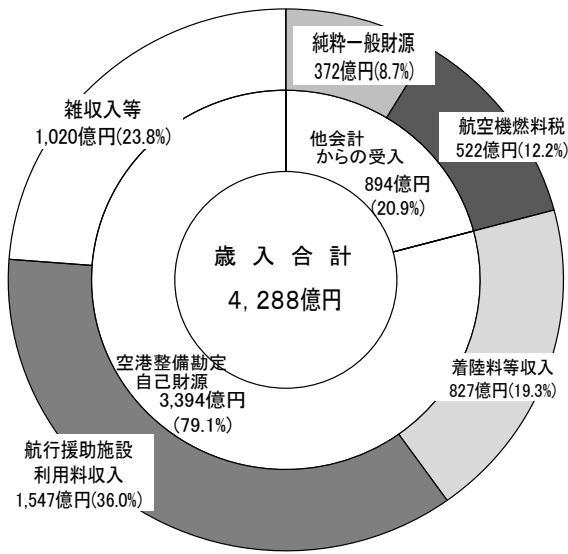 純粋一般財源
372億円(8.7%)
航空機燃料税
522億円(12.2%)
雑収入等
1,020億円(23.8%)
他会計
からの受入
894億円
(20.9%)
歳入合計
4,288億円
着陸料等収入
827億円(19.3%)
空港整備勘定
自己財源
3,394億円
(79.1%)
航行援助施設
利用料収入
1,547億円(36.0%)